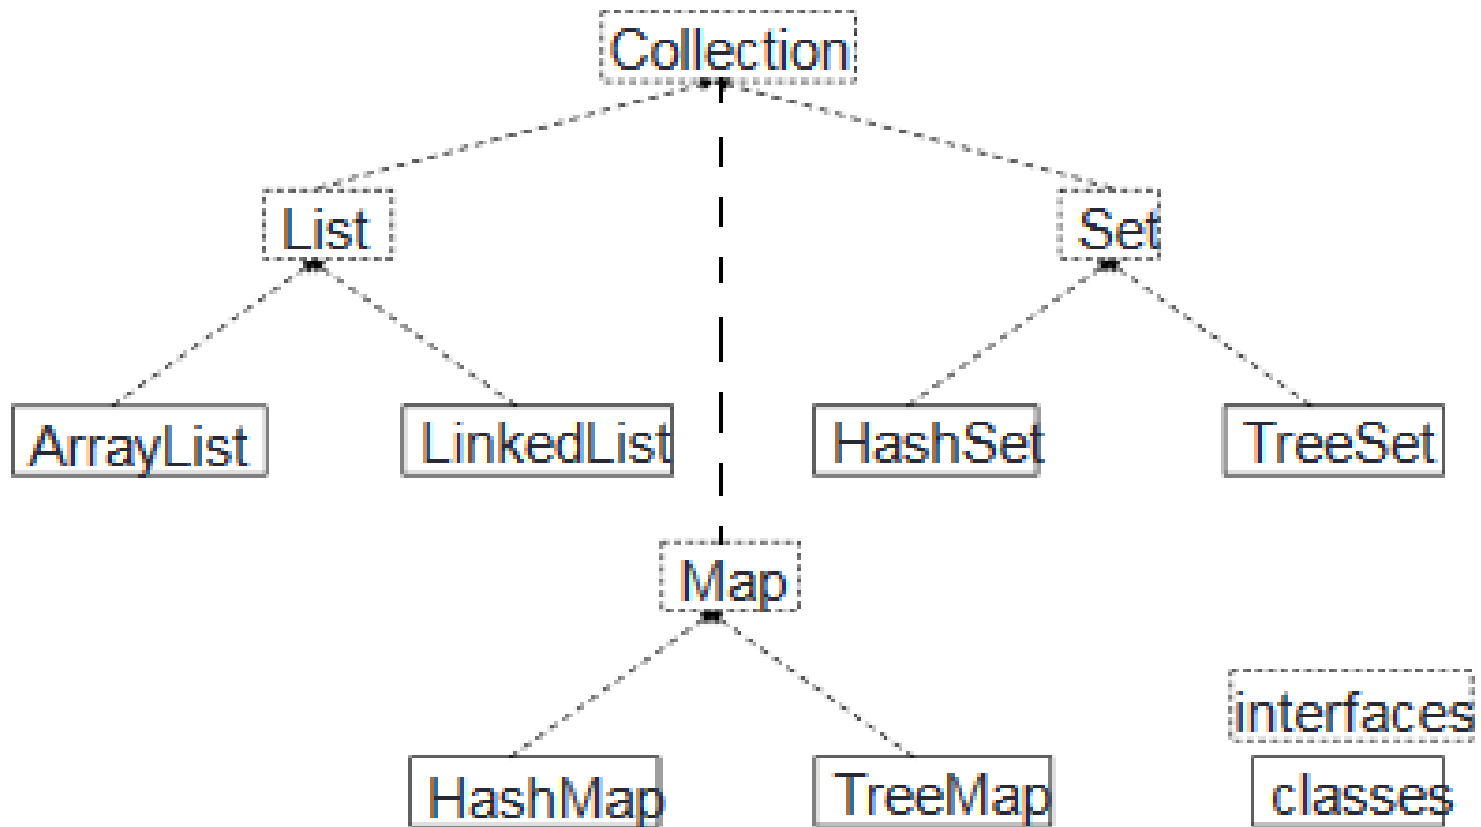 Collection
List
Set
ArrayList
LinkedList
HashSet
TreeSet
Map
interfaces
HashMap
TreeMap
classes